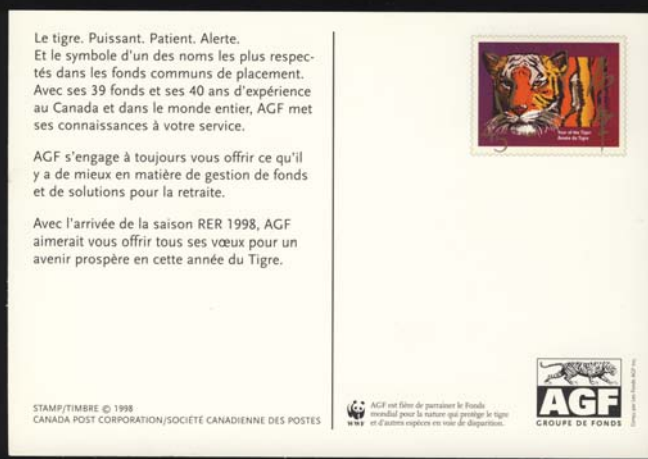 Le tigre. Puissant. Patient. Alerte.
Et le symbole d'un des noms les plus respec-
tés dans les fonds communs de placement.
Avec ses 39 fonds et ses 40 ans d'expérience
au Canada et dans le monde entier, AGF met
ses connaissances à votre service.
AGF s'engage à toujours vous offrir ce qu'il
y a de mieux en matière de gestion de fonds
et de solutions pour la retraite.
Avec l'arrivée de la saison RER 1998, AGF
aimerait vous offrir tous ses vœux pour un
avenir prospère en cette année du Tigre.
STAMP/TIMBRE © 1998
CANADA POST CORPORATION/SOCIÉTÉ CANADIENNE DES POSTES
Year of the Tiger
Année du Tigre
WWF
AGF est fière de parrainer le Fonds
mondial pour la nature qui protège le tigre
et d'autres espèces en voie de disparition.
AGF
GROUPE DE FONDS
Conçu par Les Fonds AGF Inc.